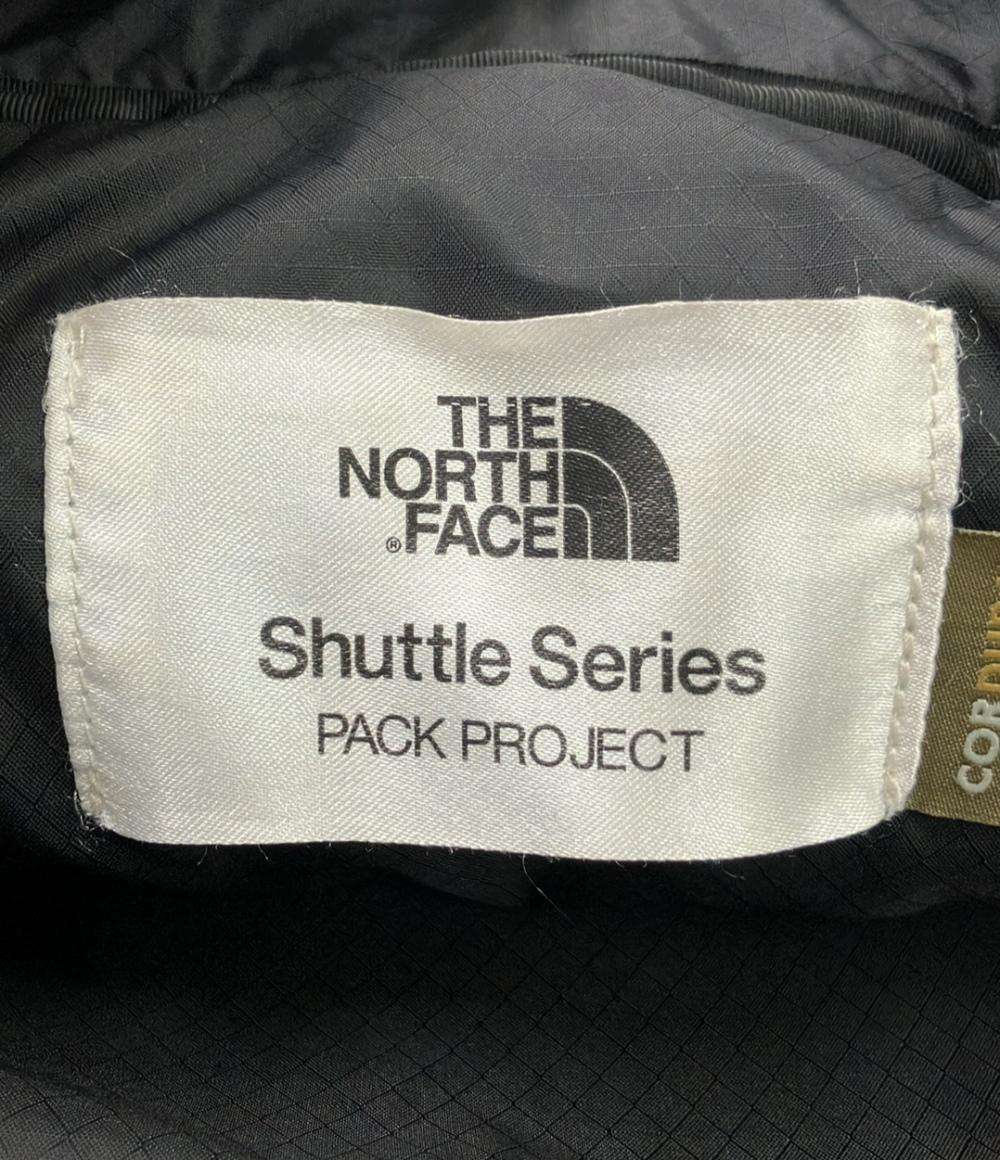 THE
NORTH
®FACE
Shuttle Series
PACK PROJECT